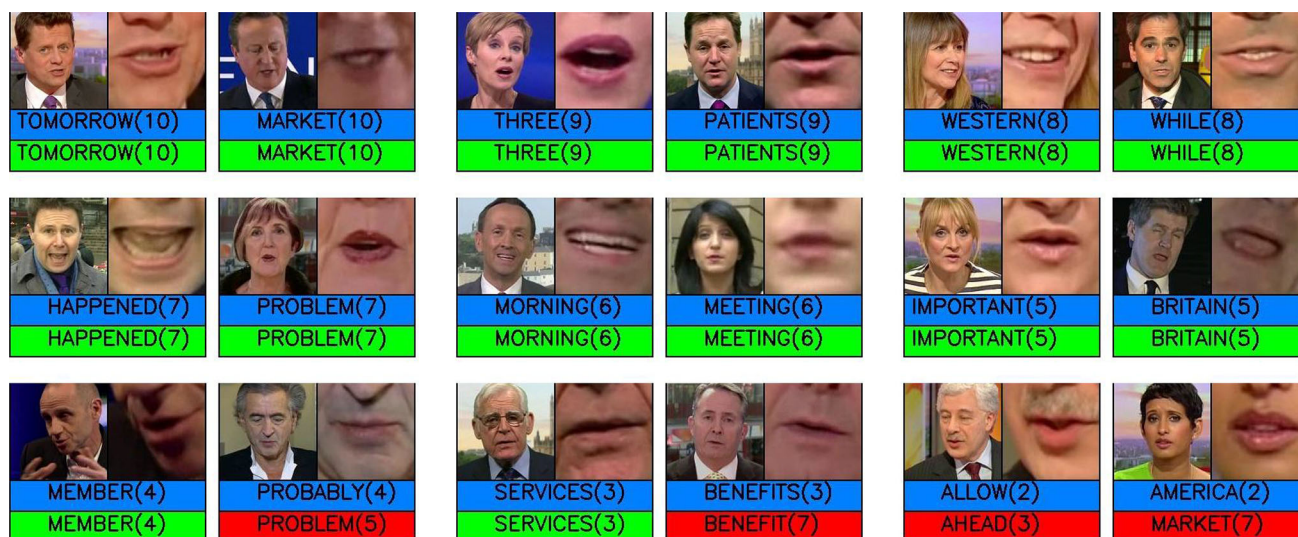 TOMORROW(10) MARKET(10) THREE(9) PATIENTS(9) WESTERN(8) WHILE(8)
TOMORROW(10) MARKET(10) THREE(9) PATIENTS(9) WESTERN(8) WHILE(8)
HAPPENED(7) PROBLEM(7) MORNING(6) MEETING(6) IMPORTANT(5) BRITAIN(5)
HAPPENED(7) PROBLEM(7) MORNING(6) MEETING(6) IMPORTANT(5) BRITAIN(5)
MEMBER(4) PROBABLY(4) SERVICES(3) BENEFITS(3) ALLOW(2) AMERICA(2)
MEMBER(4) PROBLEM(5) SERVICES(3) BENEFIT(7) AHEAD(3) MARKET(7)